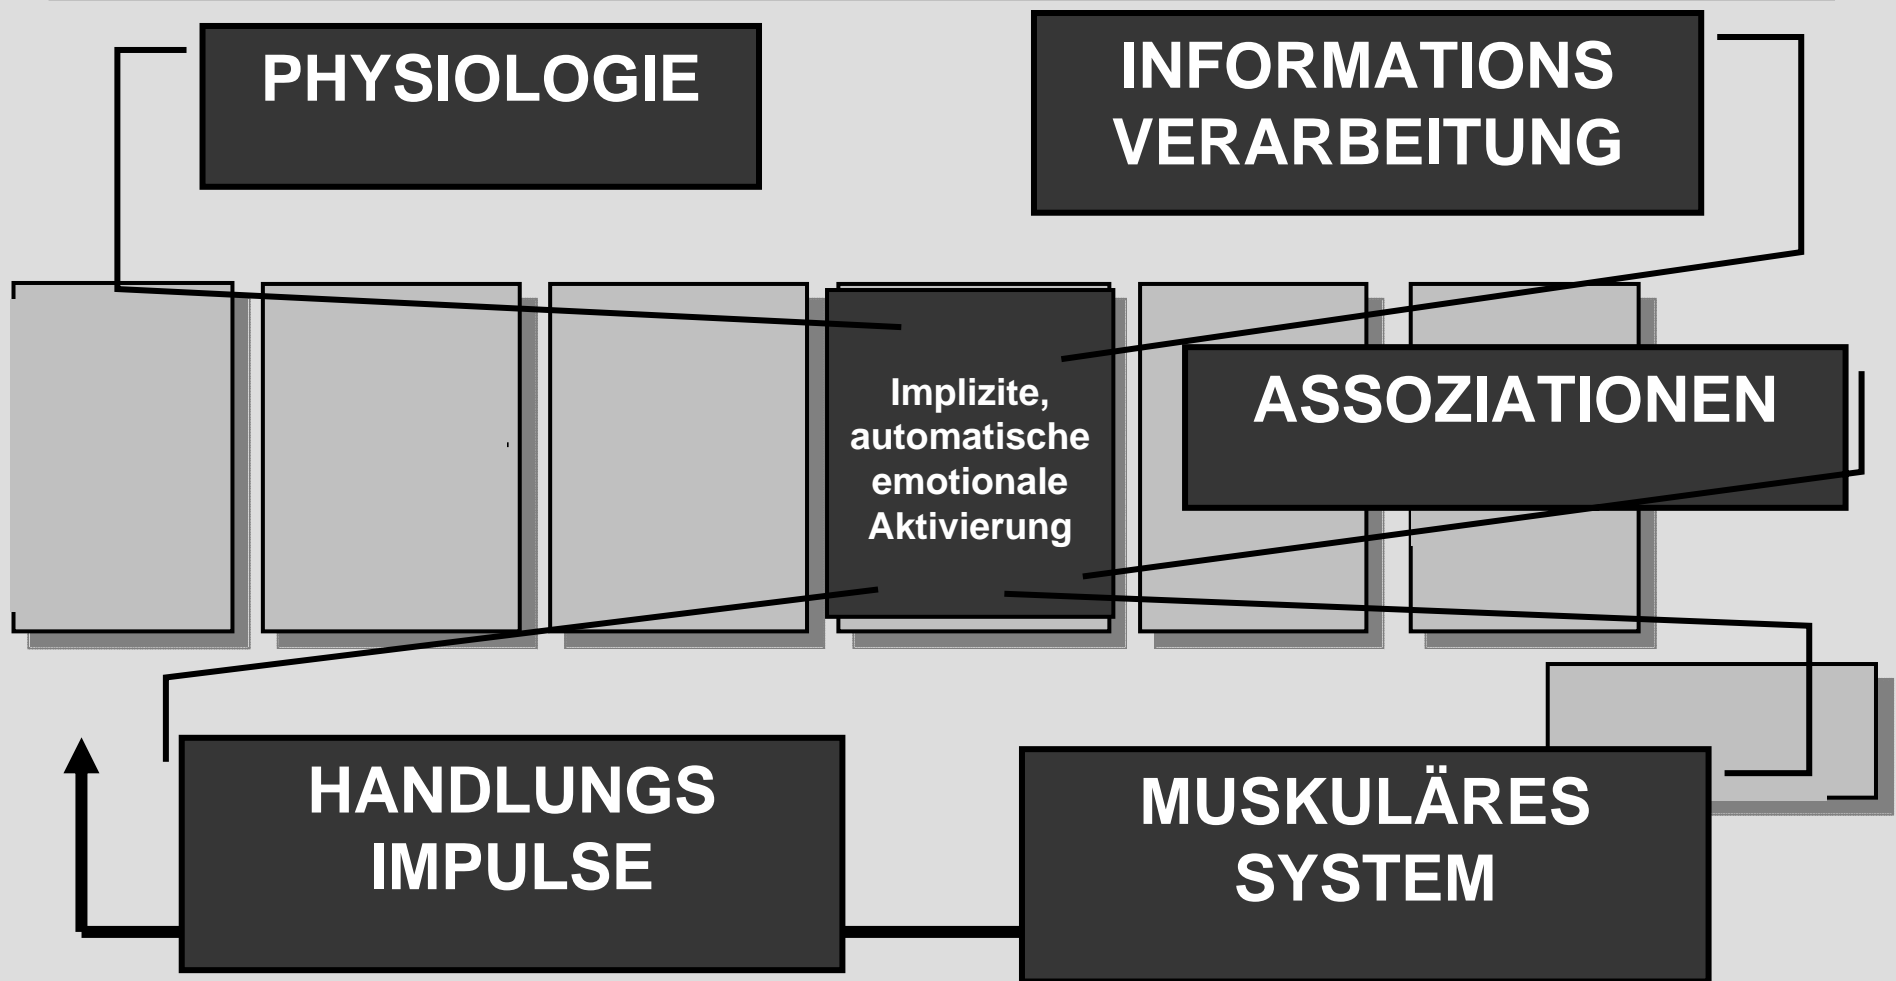 PHYSIOLOGIE
INFORMATIONS
VERARBEITUNG
Implizite,
automatische
emotionale
Aktivierung
ASSOZIATIONEN
HANDLUNGS
IMPULSE
MUSKULÄRES
SYSTEM